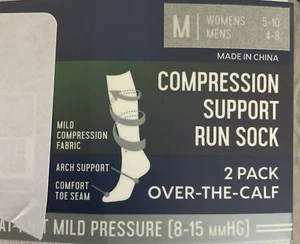 M WOMENS 5-10
MENS 4-8
MADE IN CHINA
COMPRESSION
SUPPORT
RUN SOCK
MILD
COMPRESSION
FABRIC
ARCH SUPPORT
COMFORT
TOE SEAM
2 PACK
OVER-THE-CALF
MILD PRESSURE (8-15 mmHG)